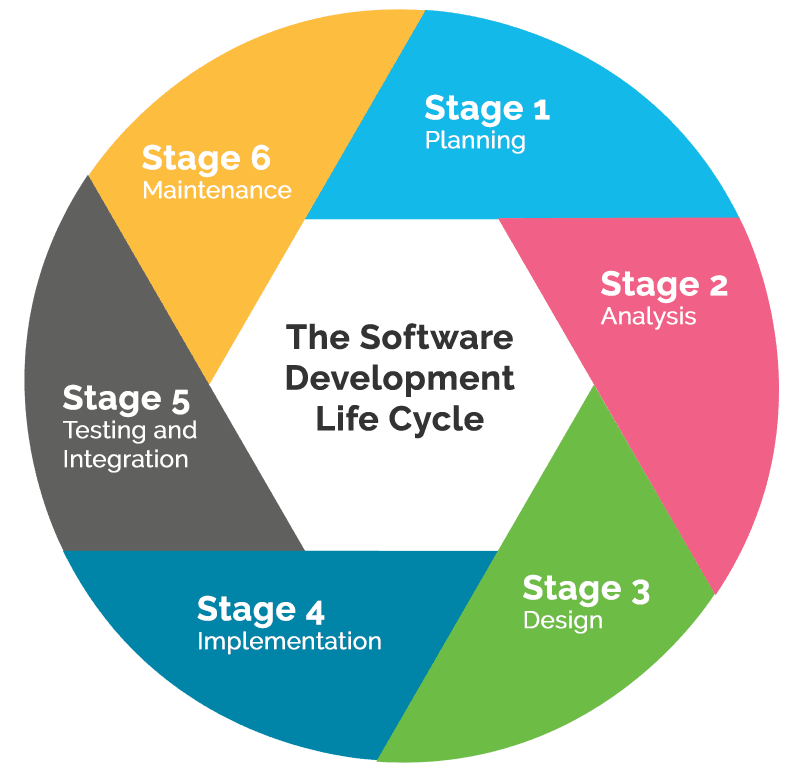 The Software
Development
Life Cycle
Stage 1
Planning
Stage 2
Analysis
Stage 3
Design
Stage 4
Implementation
Stage 5
Testing and
Integration
Stage 6
Maintenance